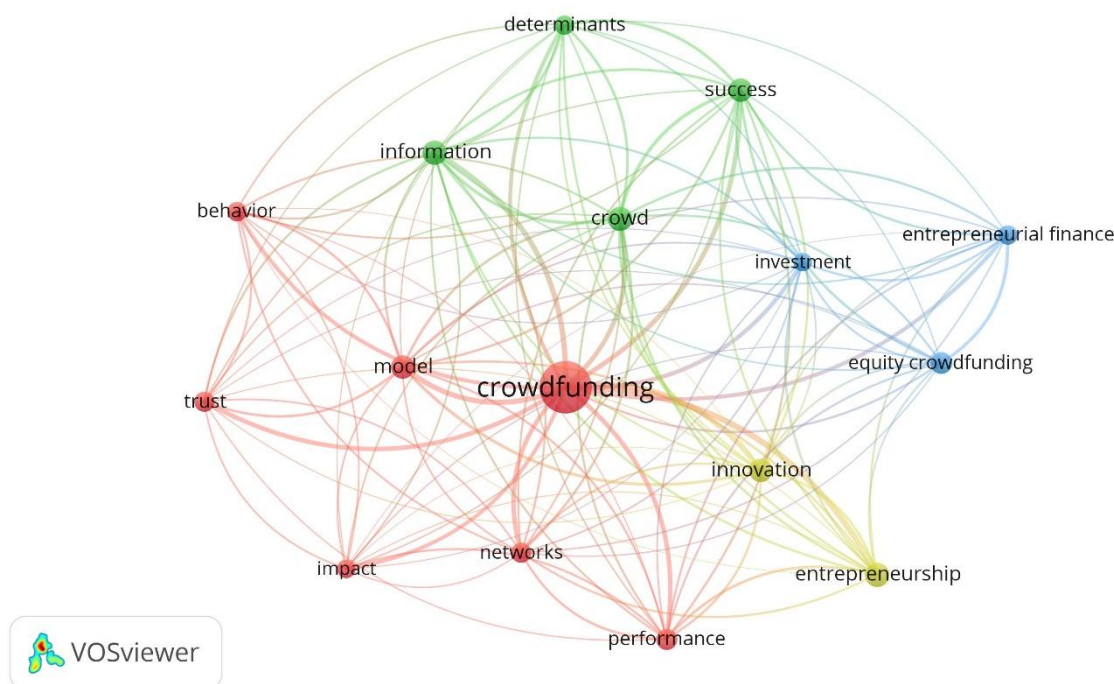 determinants
success
information
behavior
crowd
entrepreneurial finance
investment
equity crowdfunding
model
crowdfunding
trust
innovation
networks
impact
entrepreneurship
performance
VOSviewer